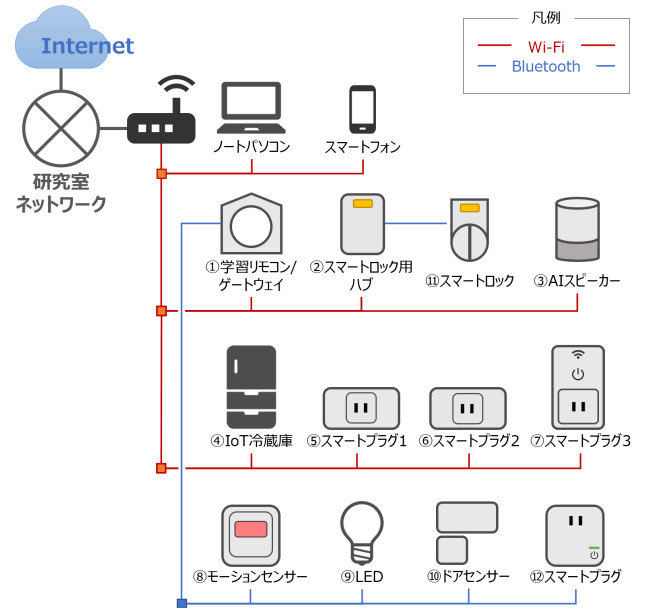 Internet
凡例
Wi-Fi
Bluetooth
ノートパソコン
スマートフォン
研究室
ネットワーク
①学習リモコン/
ゲートウェイ
②スマートロック用
ハブ
⑪スマートロック
③AIスピーカー
④IoT冷蔵庫
⑤スマートプラグ1
⑥スマートプラグ2
⑦スマートプラグ3
⑧モーションセンサー
⑨LED
⑩ドアセンサー
⑫スマートプラグ